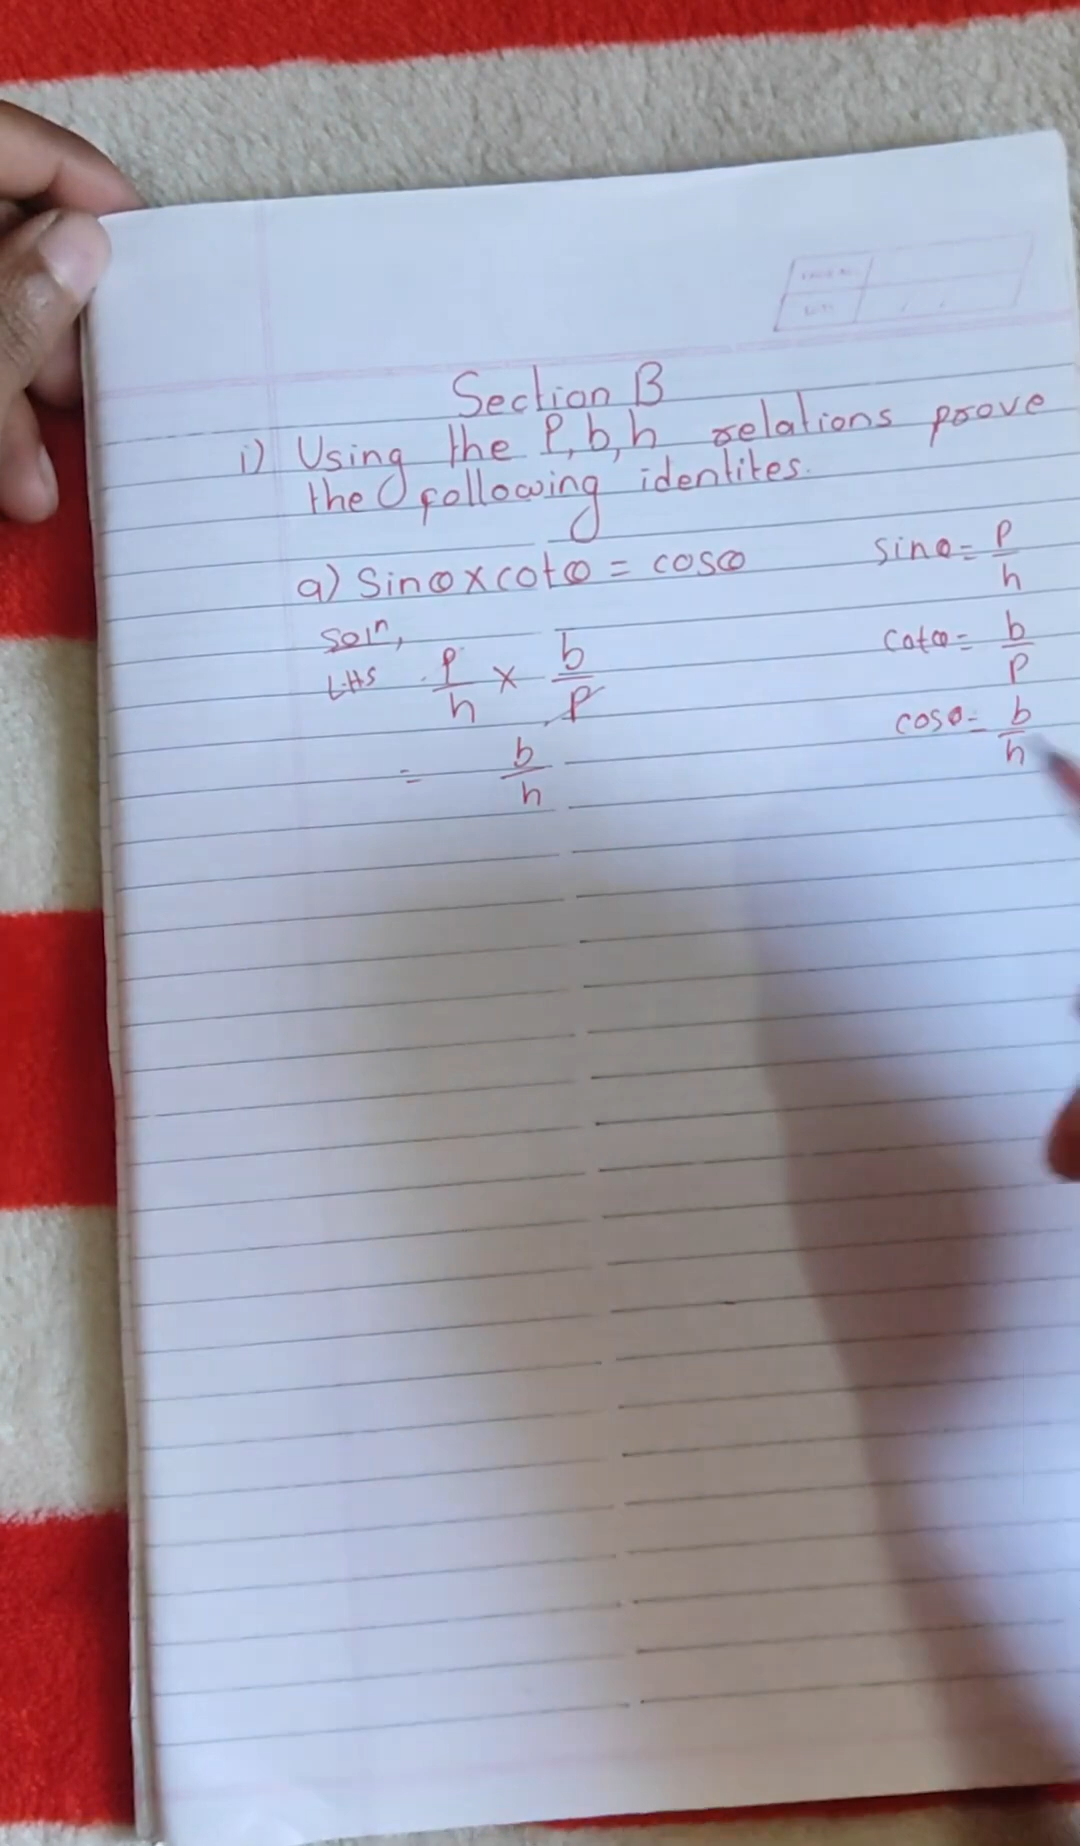 Section B
i) Using the P, b, h relations prove
the following identites.
a) Sinθ x cotθ = cosθ
sinθ = P/h
Soln,
cotθ = b/P
LHS P/h x b/P
cosθ = b/h
= b/h